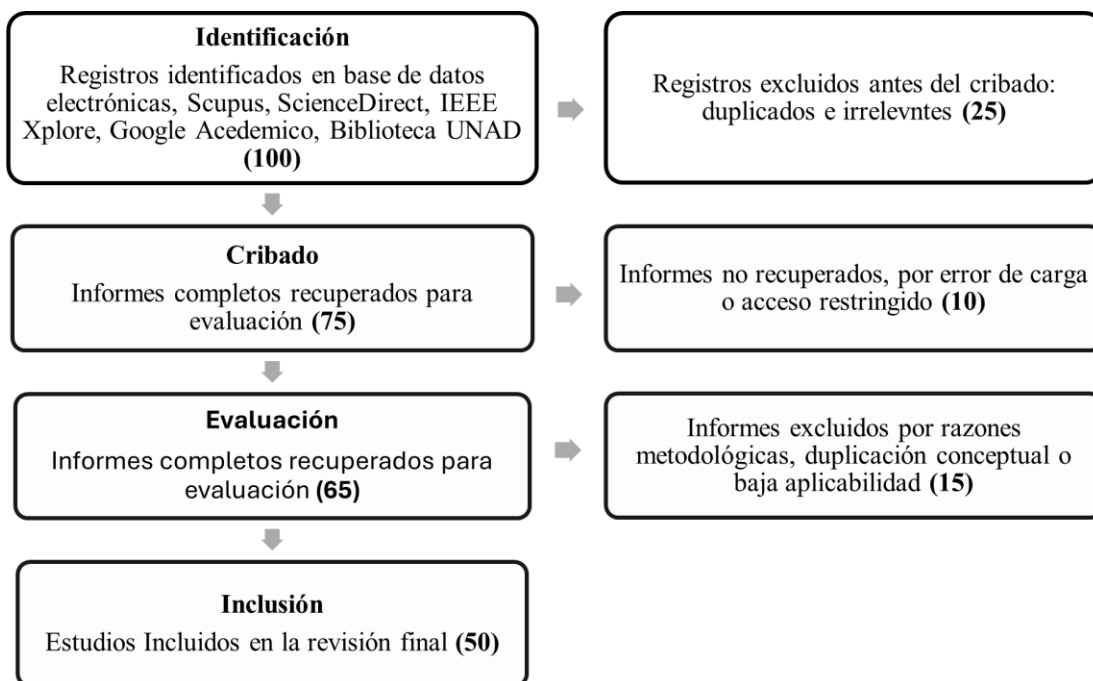 Identificación
Registros identificados en base de datos
electrónicas, Scupus, ScienceDirect, IEEE
Xplore, Google Acedemico, Biblioteca UNAD
(100)
Registros excluidos antes del cribado:
duplicados e irrelevntes (25)
Cribado
Informes completos recuperados para
evaluación (75)
Informes no recuperados, por error de carga
o acceso restringido (10)
Evaluación
Informes completos recuperados para
evaluación (65)
Informes excluidos por razones
metodológicas, duplicación conceptual o
baja aplicabilidad (15)
Inclusión
Estudios Incluidos en la revisión final (50)